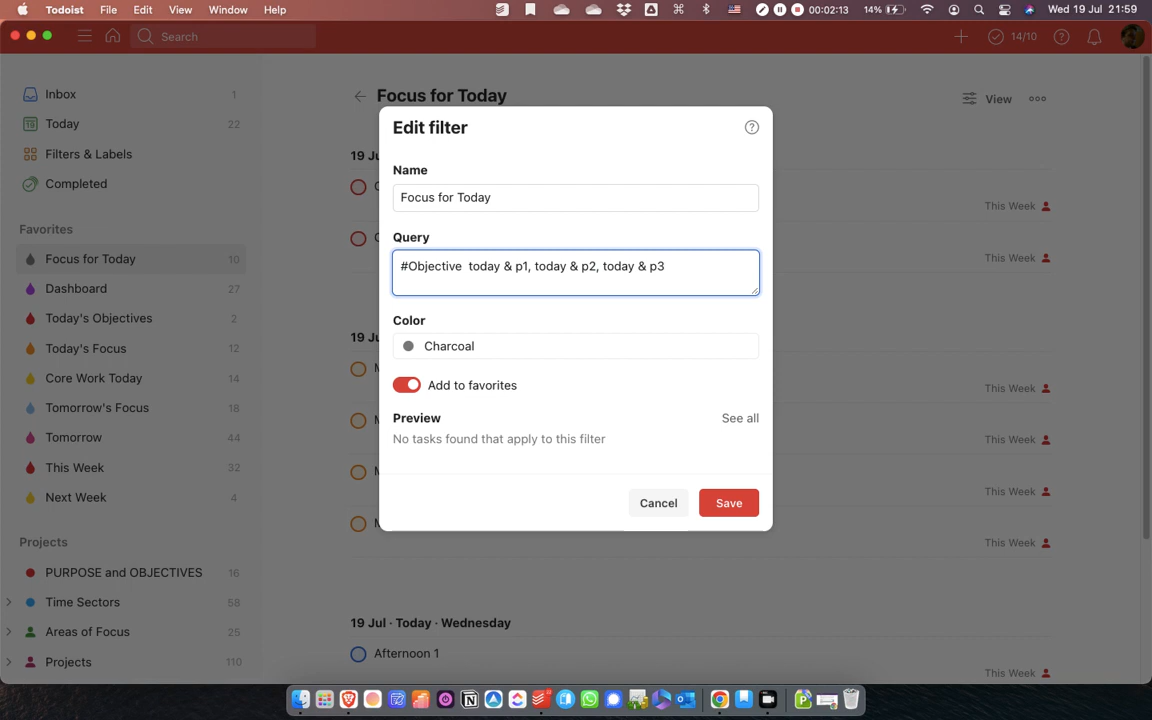 Todoist File Edit View Window Help 00:02:13 14% Wed 19 Jul 21:59
Search 14/10
Inbox 1
Today 22
Filters & Labels
Completed
Favorites
Focus for Today 10
Dashboard 2
Today's Objectives 2
Today's Focus 12
Core Work Today 14
Tomorrow's Focus 18
Tomorrow 44
This Week 32
Next Week 4
Projects
PURPOSE and OBJECTIVES 16
Time Sectors 58
Areas of Focus 25
Projects 110
Focus for Today
View
19 Ju
This Week
This Week
19 Ju
This Week
This Week
This Week
This Week
19 Jul · Today · Wednesday
Afternoon 1
This Week
Edit filter
Name
Focus for Today
Query
#Objective today & p1, today & p2, today & p3
Color
Charcoal
Add to favorites
Preview See all
No tasks found that apply to this filter
Cancel Save